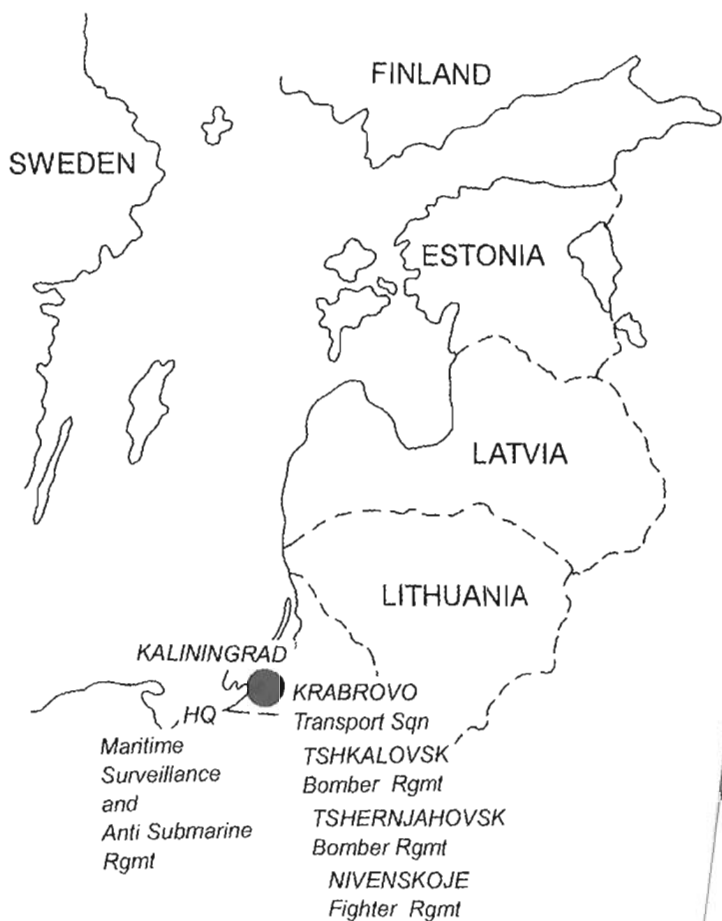 FINLAND
SWEDEN
ESTONIA
LATVIA
LITHUANIA
KALININGRAD
HQ
Maritime
Surveillance
and
Anti Submarine
Rgmt
KRABROVO
Transport Sqn
TSHKALOVSK
Bomber Rgmt
TSHERNJAHOVSK
Bomber Rgmt
NIVENSKOJE
Fighter Rgmt